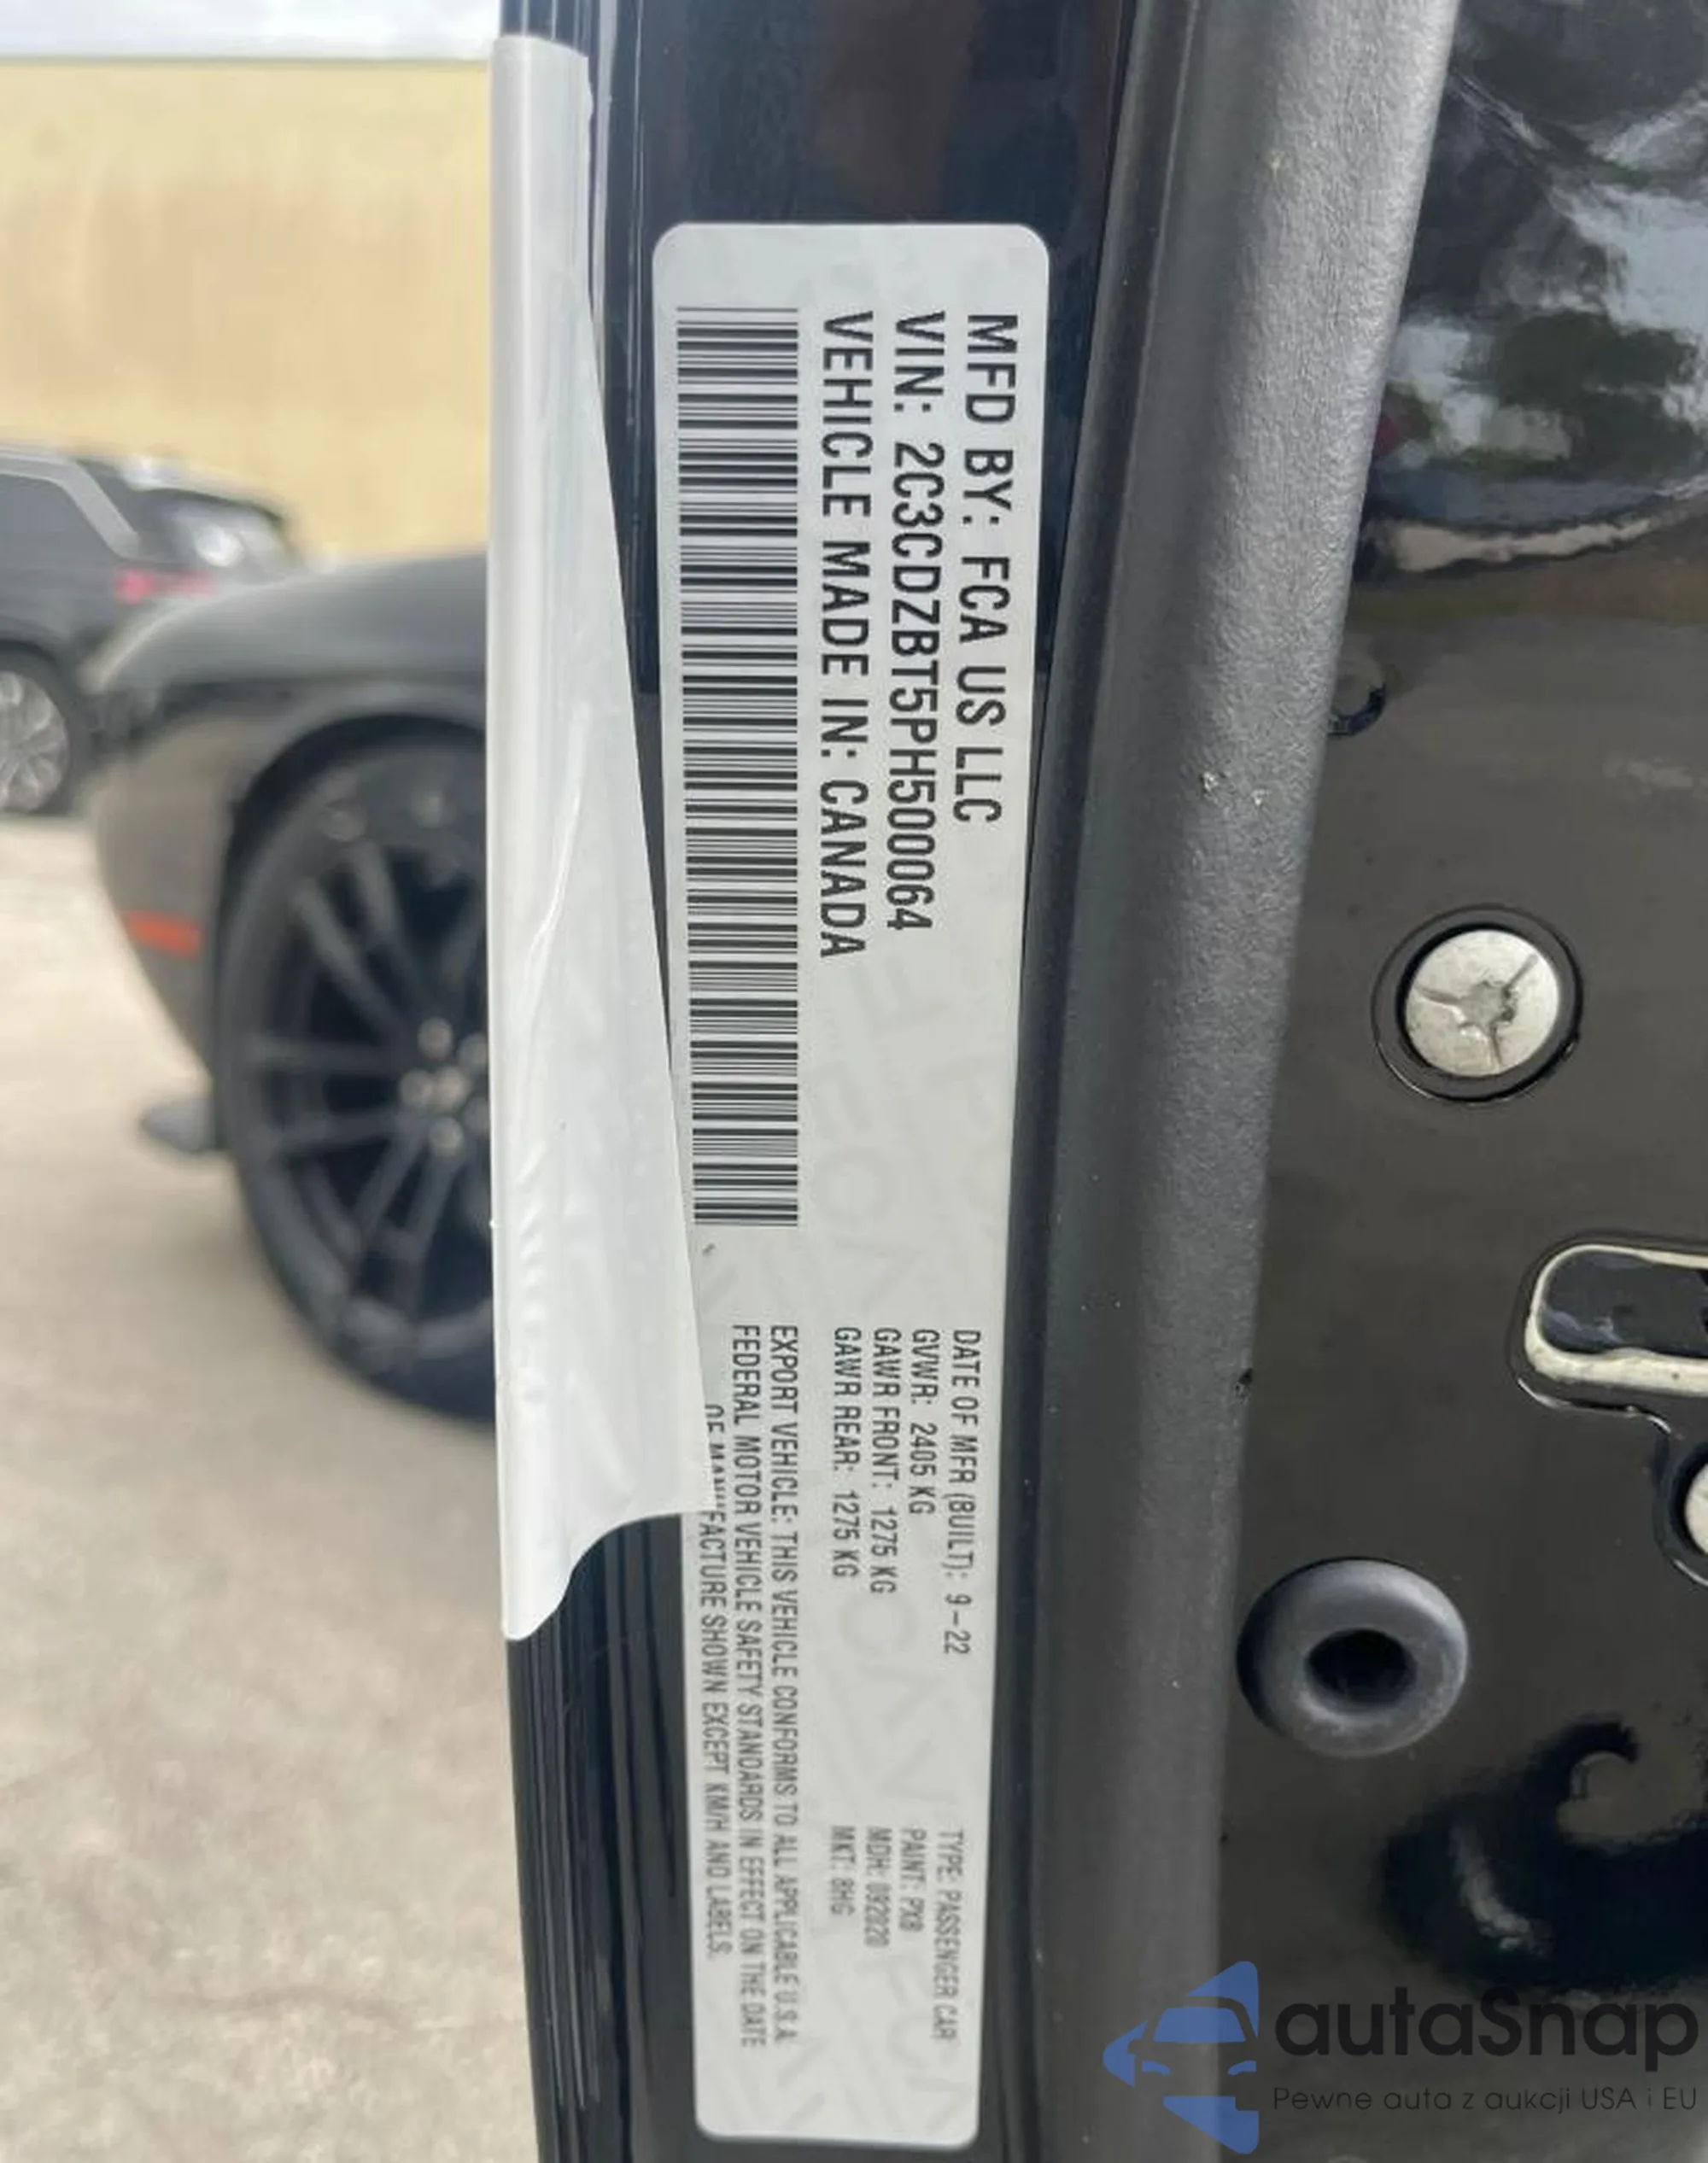 MFD BY: FCA US LLC
VIN: 2C3CDZBT5PH500064
VEHICLE MADE IN: CANADA
DATE OF MFR (BUILT): 9-22
GVWR: 2405 KG
GAWR FRONT: 1275 KG
GAWR REAR: 1275 KG
TYPE: PASSENGER CAR
PAINT: PX8
MDH: 092020
MKT: 8HG
EXPORT VEHICLE: THIS VEHICLE CONFORMS TO ALL APPLICABLE U.S.A.
FEDERAL MOTOR VEHICLE SAFETY STANDARDS IN EFFECT ON THE DATE
OF MANUFACTURE SHOWN EXCEPT KM/H AND LABELS.
autaSnap
Pewne auta z aukcji USA i EU